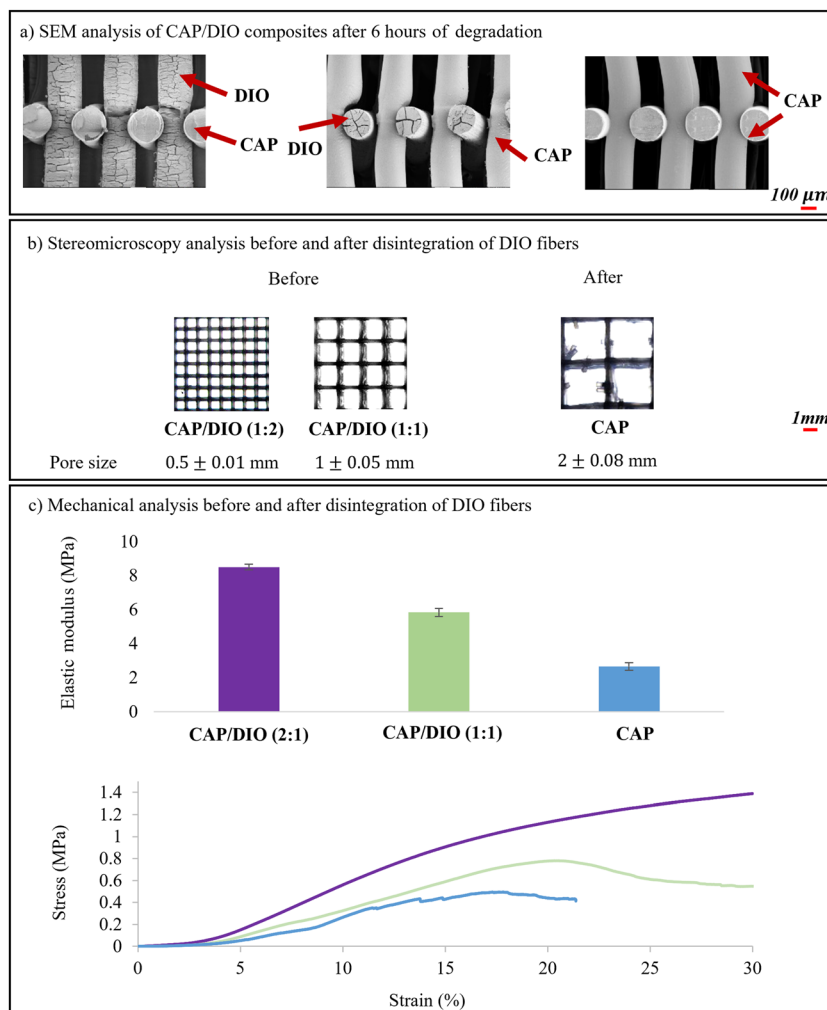 a) SEM analysis of CAP/DIO composites after 6 hours of degradation
DIO
CAP
DIO
CAP
CAP
100 µm
b) Stereomicroscopy analysis before and after disintegration of DIO fibers
Before
After
CAP/DIO (1:2)
CAP/DIO (1:1)
CAP
1mm
Pore size
0.5 ± 0.01 mm
1 ± 0.05 mm
2 ± 0.08 mm
c) Mechanical analysis before and after disintegration of DIO fibers
Elastic modulus (MPa)
10
8
6
4
2
0
CAP/DIO (2:1)
CAP/DIO (1:1)
CAP
Stress (MPa)
1.4
1.2
1
0.8
0.6
0.4
0.2
0
0
5
10
15
20
25
30
Strain (%)